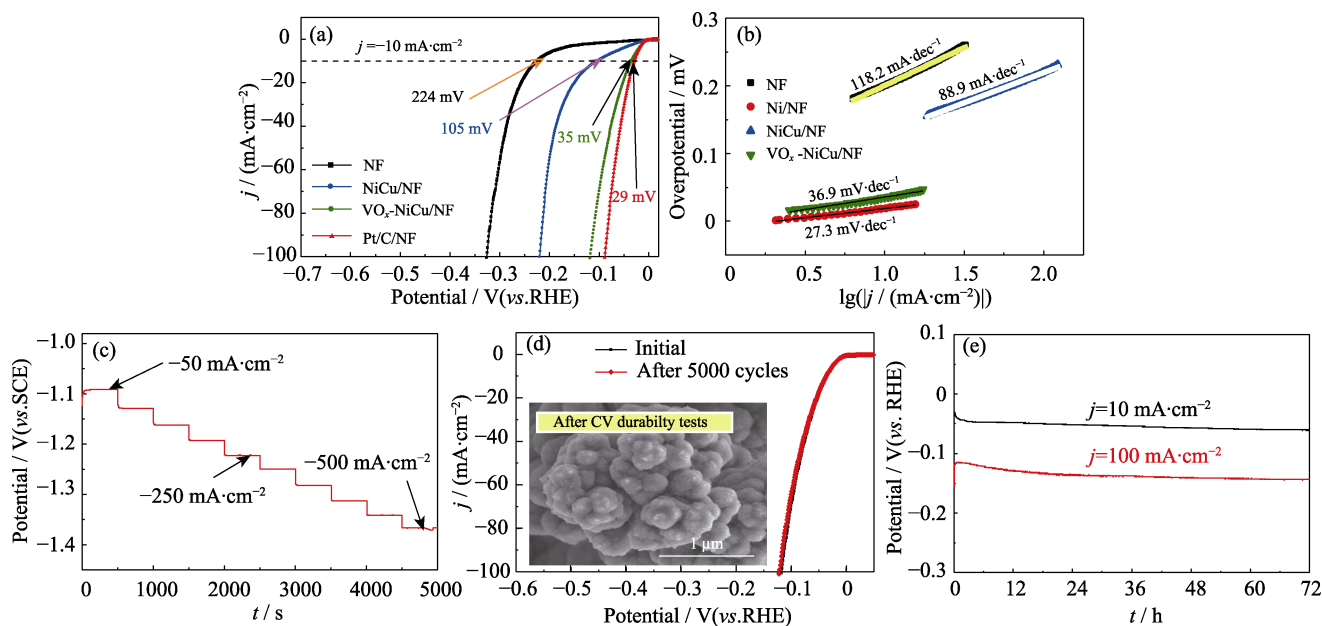 (a)
j =−10 mA·cm⁻²
224 mV
105 mV
35 mV
29 mV
NF
NiCu/NF
VOₓ-NiCu/NF
Pt/C/NF
0
−20
−40
−60
−80
−100
j / (mA·cm⁻²)
−0.7 −0.6 −0.5 −0.4 −0.3 −0.2 −0.1 0
Potential / V(vs.RHE)
(b)
118.2 mA·dec⁻¹
88.9 mA·dec⁻¹
NF
Ni/NF
NiCu/NF
VOₓ -NiCu/NF
36.9 mV·dec⁻¹
27.3 mV·dec⁻¹
0.3
0.2
0.1
0
Overpotential / mV
0 0.5 1.0 1.5 2.0
lg(|j / (mA·cm⁻²)|)
(c)
−50 mA·cm⁻²
−250 mA·cm⁻²
−500 mA·cm⁻²
−1.0
−1.1
−1.2
−1.3
−1.4
Potential / V(vs.SCE)
0 1000 2000 3000 4000 5000
t / s
(d)
Initial
After 5000 cycles
After CV durabilty tests
1 μm
0
−20
−40
−60
−80
−100
j / (mA·cm⁻²)
−0.6 −0.5 −0.4 −0.3 −0.2 −0.1 0
Potential / V(vs.RHE)
(e)
j=10 mA·cm⁻²
j=100 mA·cm⁻²
0.1
0
−0.1
−0.1
−0.3
Potential / V(vs. RHE)
0 12 24 36 48 60 72
t / h